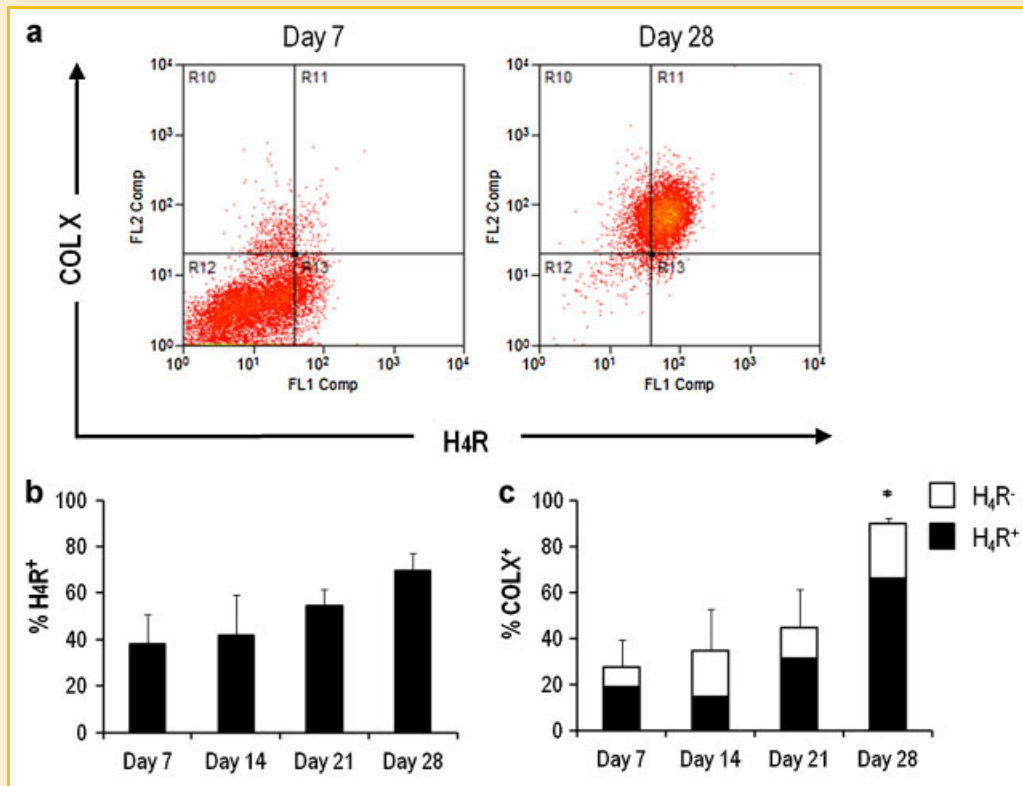 a
Day 7
Day 28
COL X
FL2 Comp
10⁴
10³
10²
10¹
10⁰
R10
R11
R12
R13
10⁰ 10¹ 10² 10³ 10⁴
FL1 Comp
FL2 Comp
10⁴
10³
10²
10¹
10⁰
R10
R11
R12
R13
10⁰ 10¹ 10² 10³ 10⁴
FL1 Comp
H4R
b
% H4R⁺
100
80
60
40
20
0
Day 7 Day 14 Day 21 Day 28
c
% COLX⁺
100
80
60
40
20
0
*
Day 7 Day 14 Day 21 Day 28
H₄R⁻
H₄R⁺